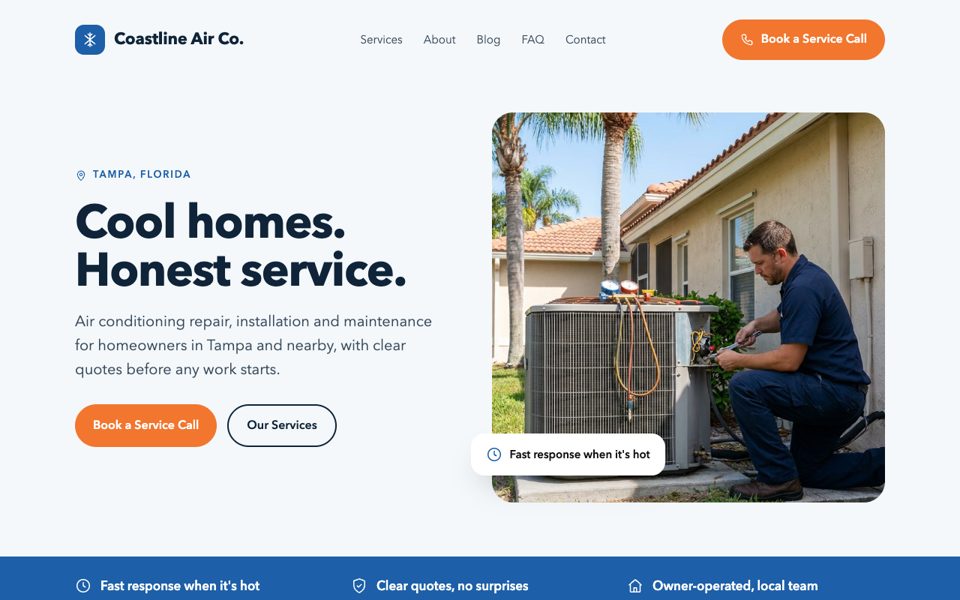 Coastline Air Co.
Services
About
Blog
FAQ
Contact
Book a Service Call
TAMPA, FLORIDA
Cool homes.
Honest service.
Air conditioning repair, installation and maintenance
for homeowners in Tampa and nearby, with clear
quotes before any work starts.
Book a Service Call
Our Services
Fast response when it's hot
Fast response when it's hot
Clear quotes, no surprises
Owner-operated, local team